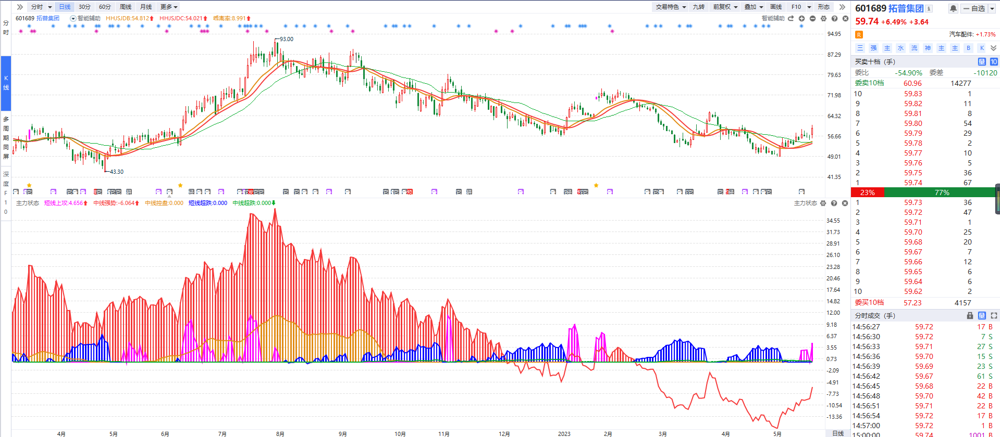 分时 日线 30分 60分 周线 月线 更多
交易特色 九转 前复权 叠加 画线 F10 形态
601689 拓普集团 智能辅助 HHJSJDB:54.812 HHJSJDC:54.021 乖离率:8.991
智能辅助
分时
K线
多周期同屏
深度F10
94.95
93.00
87.29
79.63
71.98
64.32
56.66
49.01
43.30
41.35
主力状态 短线上攻:4.656 中线强势:-6.064 中线控盘:0.000 短线超跌:0.000 中线超跌:0.000
主力状态
34.55
31.73
28.91
26.10
23.28
20.46
17.64
14.82
12.00
9.18
6.37
3.55
0.73
-2.09
-4.91
-7.73
-10.54
-13.36
4月 5月 6月 7月 8月 9月 10月 11月 12月 2023 2月 3月 4月 5月 日线
601689 拓普集团
自选
59.74 +6.49% +3.64
R 汽车配件: +1.73%
三 强 主 水 流 神 主 主 B K
买卖十档 (手) 量 10
委比 -54.90% 委差 -10120
委卖10档 60.96 14277
10 59.83 1
9 59.82 11
8 59.81 8
7 59.80 54
6 59.79 29
5 59.78 2
4 59.77 10
3 59.76 5
2 59.75 36
1 59.74 67
23% 77%
1 59.73 36
2 59.72 47
3 59.71 1
4 59.70 25
5 59.68 20
6 59.67 7
7 59.66 12
8 59.65 6
9 59.64 6
10 59.62 2
委买10档 57.23 4157
分时成交 (手) 量
14:56:27 59.72 17 B
14:56:30 59.72 7 S
14:56:33 59.71 27 S
14:56:36 59.70 15 S
14:56:39 59.69 23 S
14:56:42 59.67 61 S
14:56:45 59.68 22 B
14:56:48 59.70 42 B
14:56:51 59.71 22 B
14:56:54 59.72 17 B
14:57:00 59.72 1 B
15:00:00 59.74 1001 B